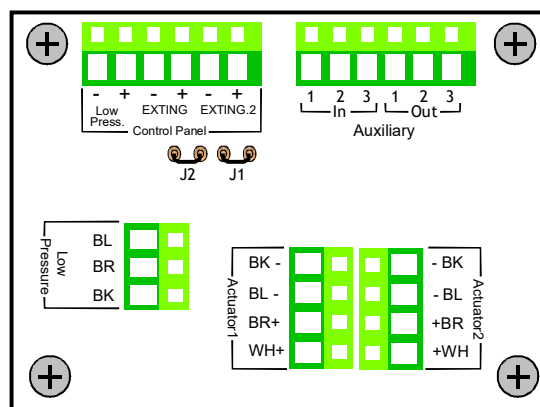 - + - + - +
Low Press. EXTING EXTING.2
Control Panel
1 2 3 1 2 3
In Out
Auxiliary
J2 J1
Low Pressure
BL
BR
BK
Actuator1
BK -
BL -
BR+
WH+
- BK
- BL
+BR
+WH
Actuator2